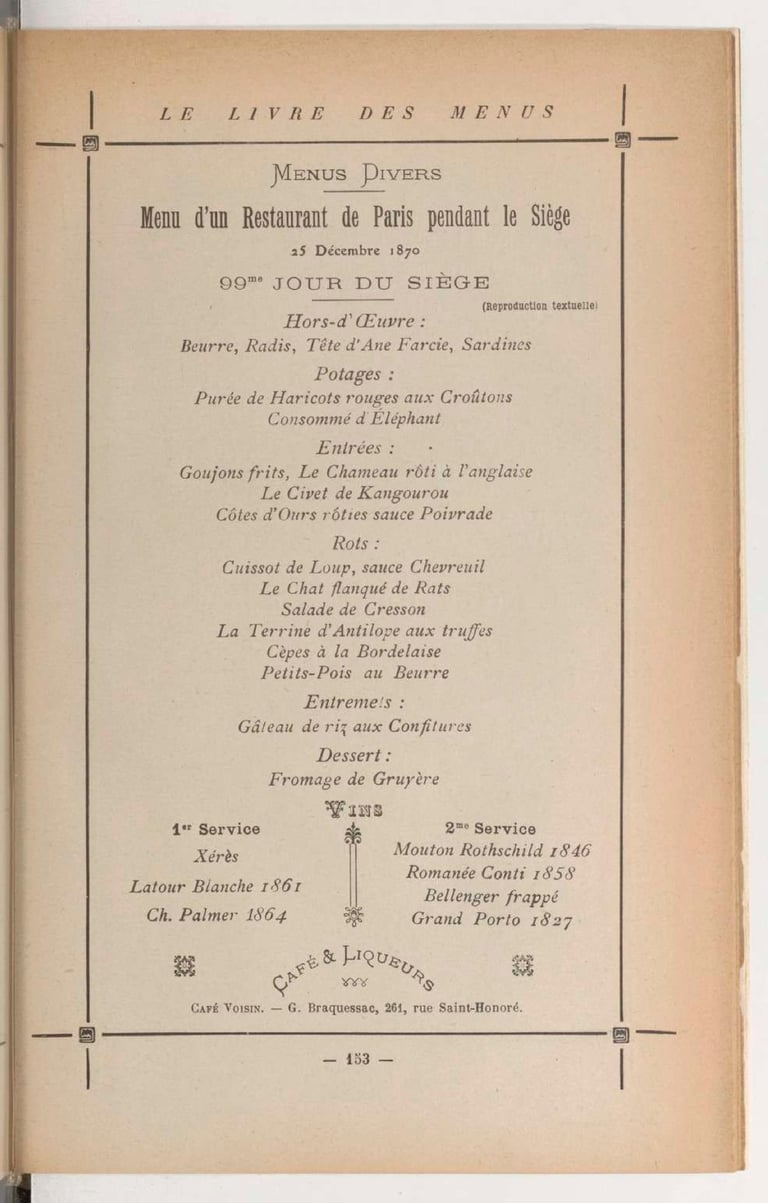 LE LIVRE DES MENUS
MENUS DIVERS
Menu d'un Restaurant de Paris pendant le Siège
25 Décembre 1870
99me JOUR DU SIÈGE
(Reproduction textuelle)
Hors-d'Œuvre :
Beurre, Radis, Tête d'Ane Farcie, Sardines
Potages :
Purée de Haricots rouges aux Croûtons
Consommé d'Éléphant
Entrées :
Goujons frits, Le Chameau rôti à l'anglaise
Le Civet de Kangourou
Côtes d'Ours rôties sauce Poivrade
Rots :
Cuissot de Loup, sauce Chevreuil
Le Chat flanqué de Rats
Salade de Cresson
La Terrine d'Antilope aux truffes
Cèpes à la Bordelaise
Petits-Pois au Beurre
Entremets :
Gâteau de riz aux Confitures
Dessert :
Fromage de Gruyère
VINS
1er Service
Xérès
Latour Blanche 1861
Ch. Palmer 1864
2me Service
Mouton Rothschild 1846
Romanée Conti 1858
Bellenger frappé
Grand Porto 1827
CAFÉ & LIQUEURS
CAFÉ VOISIN. — G. Braquessac, 261, rue Saint-Honoré.
— 153 —